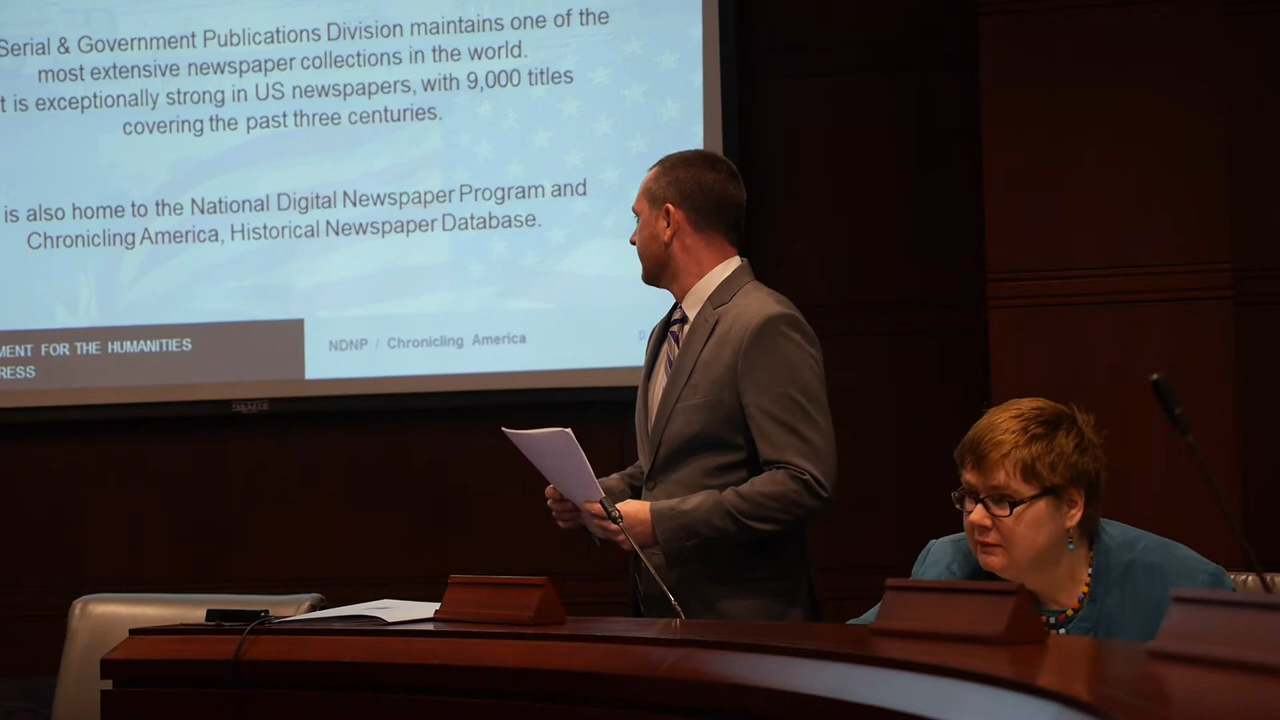 Serial & Government Publications Division maintains one of the
most extensive newspaper collections in the world.
t is exceptionally strong in US newspapers, with 9,000 titles
covering the past three centuries.
is also home to the National Digital Newspaper Program and
Chronicling America, Historical Newspaper Database.
MENT FOR THE HUMANITIES
RESS
NDNP / Chronicling America